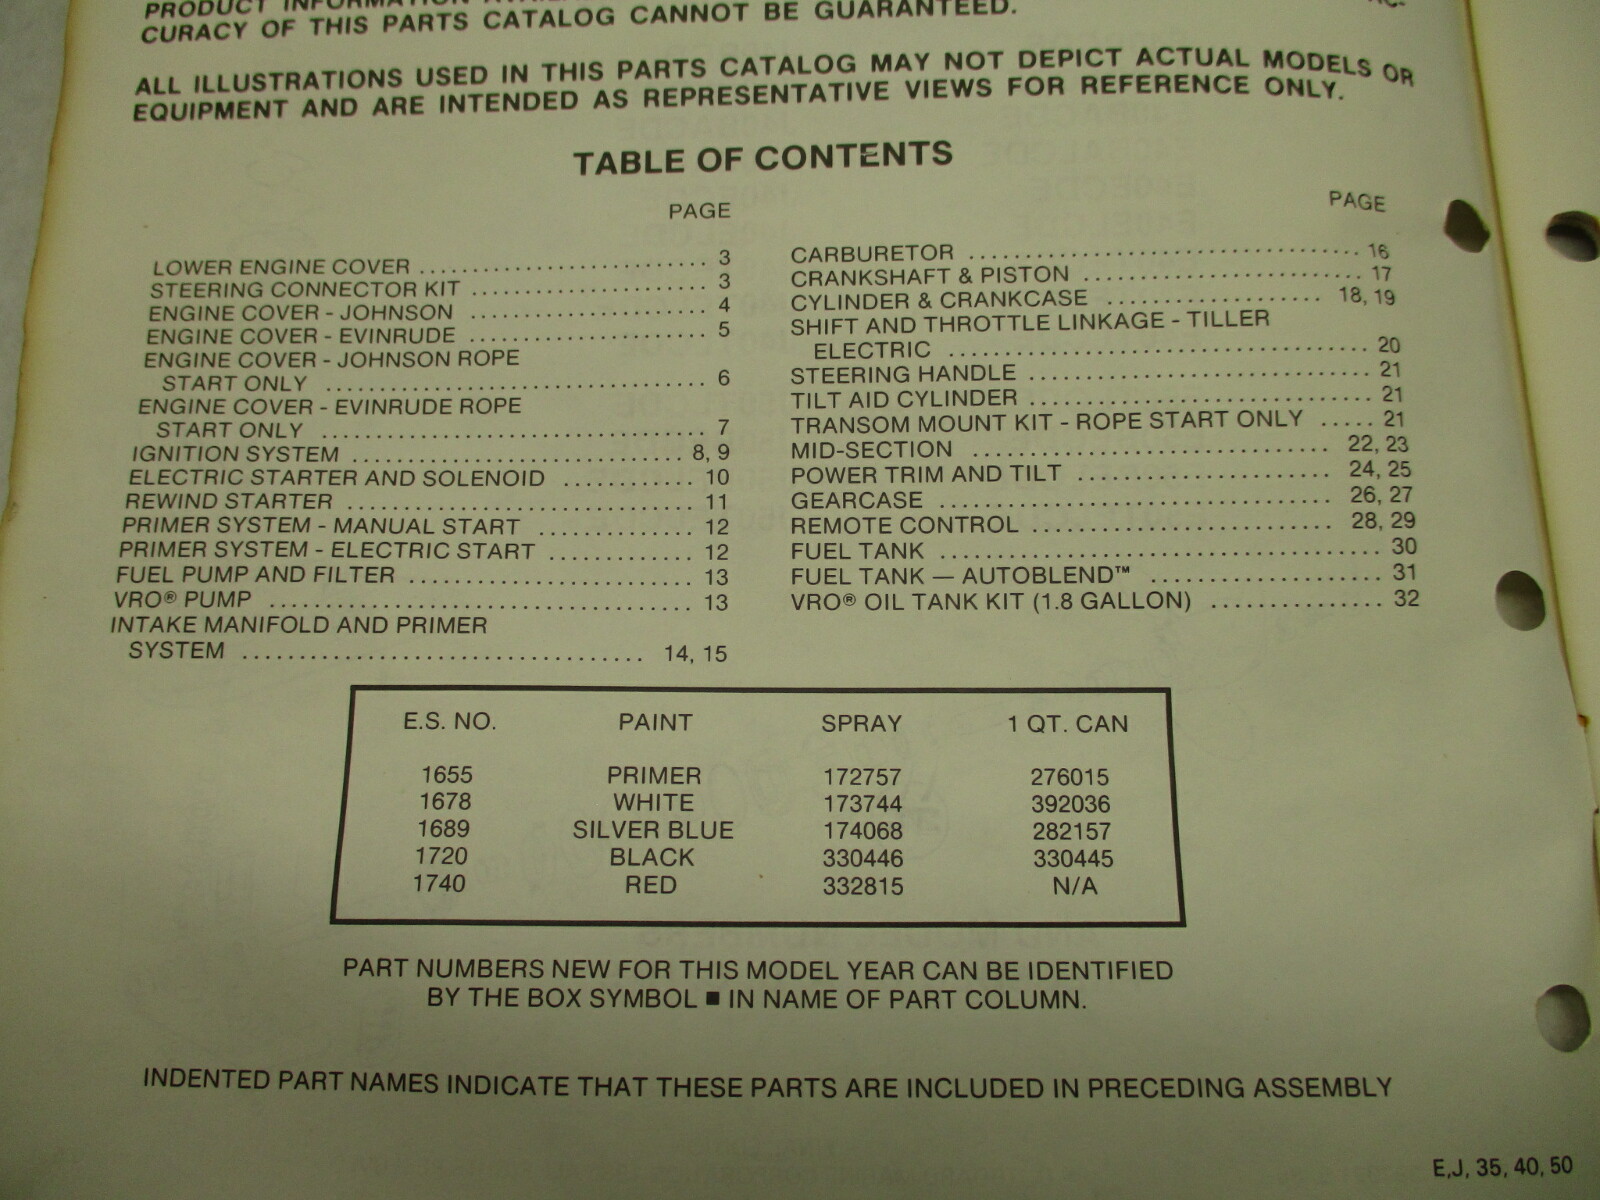 PRODUCT INFORMATION
CURACY OF THIS PARTS CATALOG CANNOT BE GUARANTEED.
ALL ILLUSTRATIONS USED IN THIS PARTS CATALOG MAY NOT DEPICT ACTUAL MODELS OR
EQUIPMENT AND ARE INTENDED AS REPRESENTATIVE VIEWS FOR REFERENCE ONLY.
TABLE OF CONTENTS
PAGE
LOWER ENGINE COVER ......................... 3
STEERING CONNECTOR KIT ..................... 3
ENGINE COVER - JOHNSON ..................... 4
ENGINE COVER - EVINRUDE ..................... 5
ENGINE COVER - JOHNSON ROPE
START ONLY ................................. 6
ENGINE COVER - EVINRUDE ROPE
START ONLY .................................... 7
IGNITION SYSTEM ............................. 8, 9
ELECTRIC STARTER AND SOLENOID ............ 10
REWIND STARTER .............................. 11
PRIMER SYSTEM - MANUAL START .............. 12
PRIMER SYSTEM - ELECTRIC START ............. 12
FUEL PUMP AND FILTER ......................... 13
VRO® PUMP ..................................... 13
INTAKE MANIFOLD AND PRIMER
SYSTEM ................................... 14, 15
PAGE
CARBURETOR .................................. 16
CRANKSHAFT & PISTON ......................... 17
CYLINDER & CRANKCASE ................... 18, 19
SHIFT AND THROTTLE LINKAGE - TILLER
ELECTRIC ..................................... 20
STEERING HANDLE .............................. 21
TILT AID CYLINDER .............................. 21
TRANSOM MOUNT KIT - ROPE START ONLY ..... 21
MID-SECTION ............................... 22, 23
POWER TRIM AND TILT ...................... 24, 25
GEARCASE ................................... 26, 27
REMOTE CONTROL .......................... 28, 29
FUEL TANK ....................................... 30
FUEL TANK — AUTOBLEND™ .................... 31
VRO® OIL TANK KIT (1.8 GALLON) ............... 32
E.S. NO. PAINT SPRAY 1 QT. CAN
1655 PRIMER 172757 276015
1678 WHITE 173744 392036
1689 SILVER BLUE 174068 282157
1720 BLACK 330446 330445
1740 RED 332815 N/A
PART NUMBERS NEW FOR THIS MODEL YEAR CAN BE IDENTIFIED
BY THE BOX SYMBOL ■ IN NAME OF PART COLUMN.
INDENTED PART NAMES INDICATE THAT THESE PARTS ARE INCLUDED IN PRECEDING ASSEMBLY
E,J, 35, 40, 50